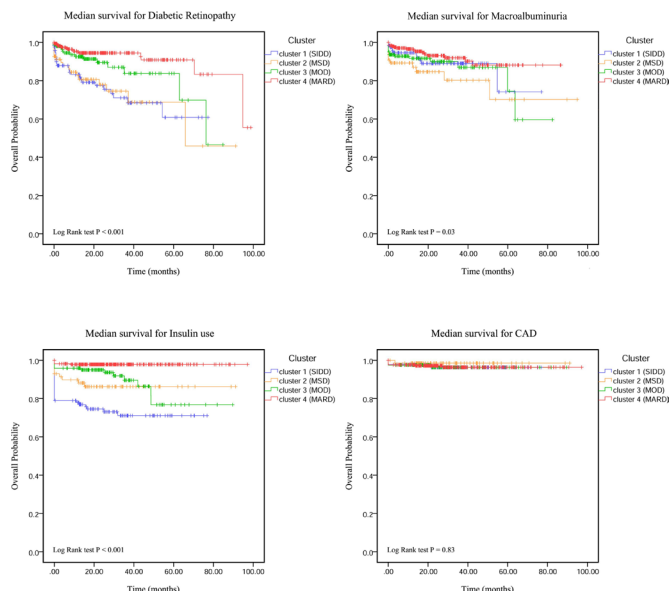 Median survival for Diabetic Retinopathy
Overall Probability
1.0
0.8
0.6
0.4
0.2
0.0
Log Rank test P < 0.001
.00 20.00 40.00 60.00 80.00 100.00
Time (months)
Cluster
cluster 1 (SIDD)
cluster 2 (MSD)
cluster 3 (MOD)
cluster 4 (MARD)
Median survival for Macroalbuminuria
Overall Probability
1.0
0.8
0.6
0.4
0.2
0.0
Log Rank test P = 0.03
.00 20.00 40.00 60.00 80.00 100.00
Time (months)
Cluster
cluster 1 (SIDD)
cluster 2 (MSD)
cluster 3 (MOD)
cluster 4 (MARD)
Median survival for Insulin use
Overall Probability
1.0
0.8
0.6
0.4
0.2
0.0
Log Rank test P < 0.001
.00 20.00 40.00 60.00 80.00 100.00
Time (months)
Cluster
cluster 1 (SIDD)
cluster 2 (MSD)
cluster 3 (MOD)
cluster 4 (MARD)
Median survival for CAD
Overall Probability
1.0
0.8
0.6
0.4
0.2
0.0
Log Rank test P = 0.83
.00 20.00 40.00 60.00 80.00 100.00
Time (months)
Cluster
cluster 1 (SIDD)
cluster 2 (MSD)
cluster 3 (MOD)
cluster 4 (MARD)